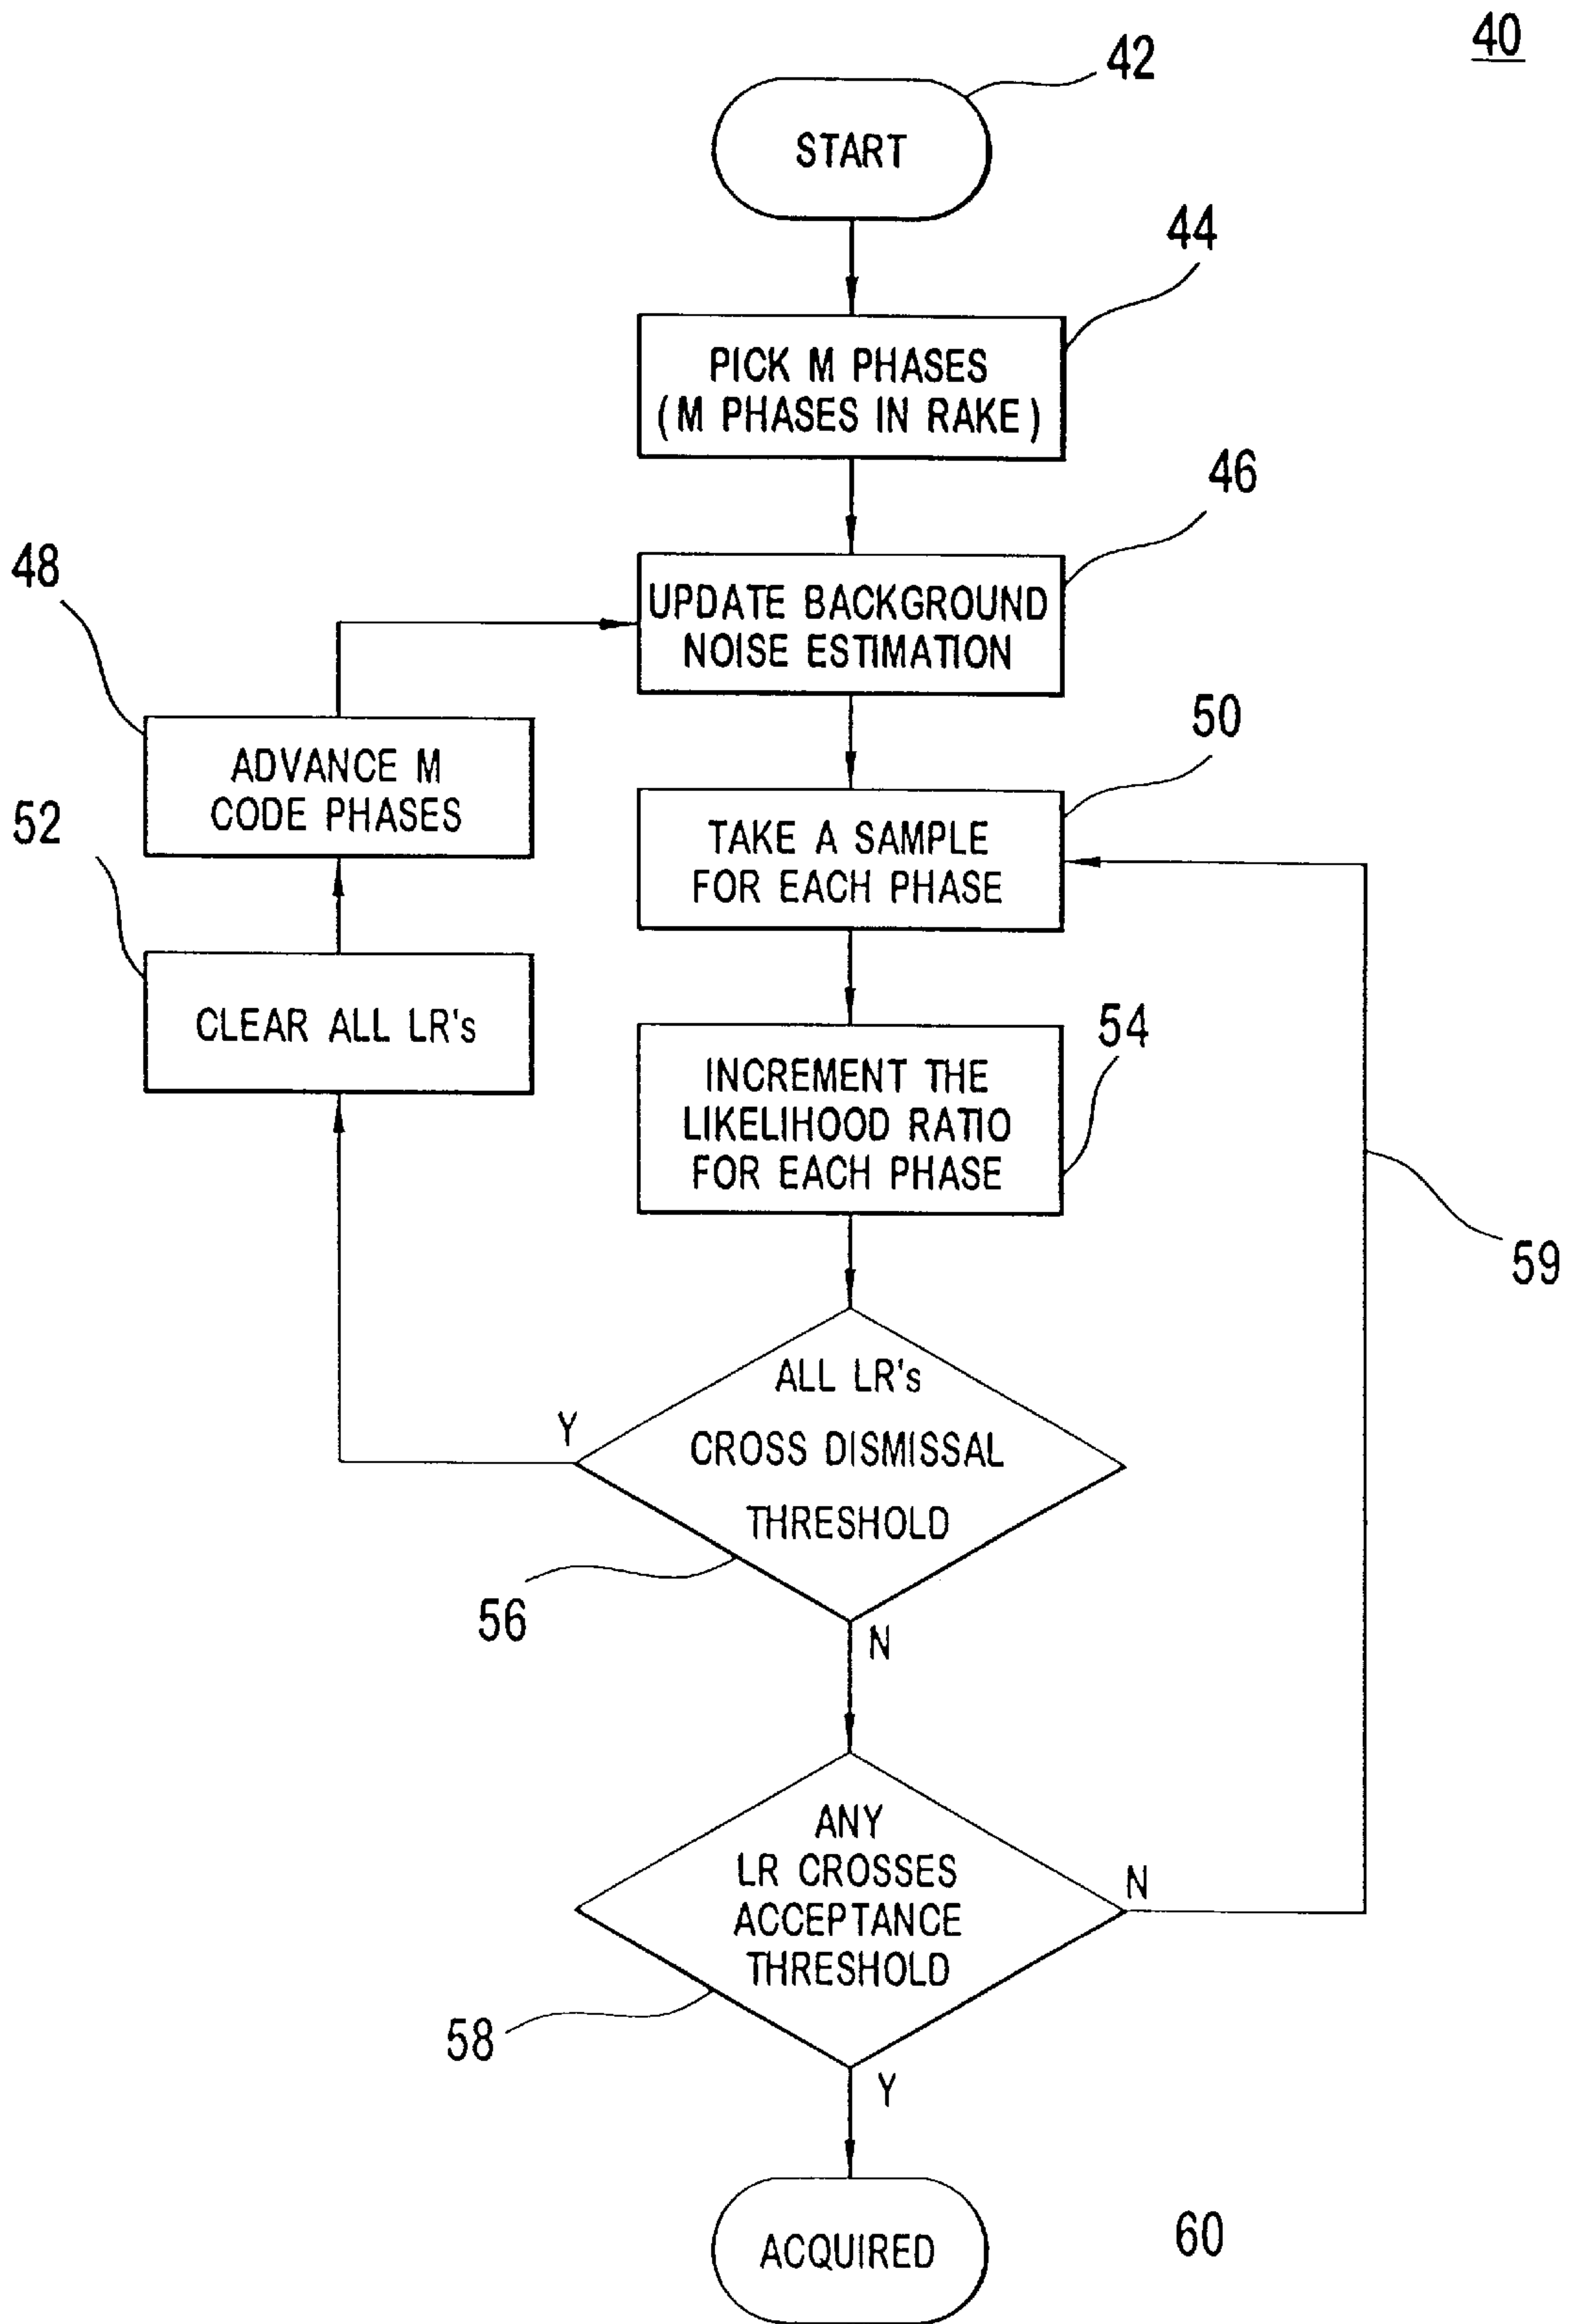 40
42
START
44
PICK M PHASES
(M PHASES IN RAKE)
46
48
UPDATE BACKGROUND
NOISE ESTIMATION
50
ADVANCE M
CODE PHASES
52
TAKE A SAMPLE
FOR EACH PHASE
CLEAR ALL LR's
54
INCREMENT THE
LIKELIHOOD RATIO
FOR EACH PHASE
59
ALL LR's
CROSS DISMISSAL
THRESHOLD
Y
56
N
ANY
LR CROSSES
ACCEPTANCE
THRESHOLD
N
58
Y
ACQUIRED
60